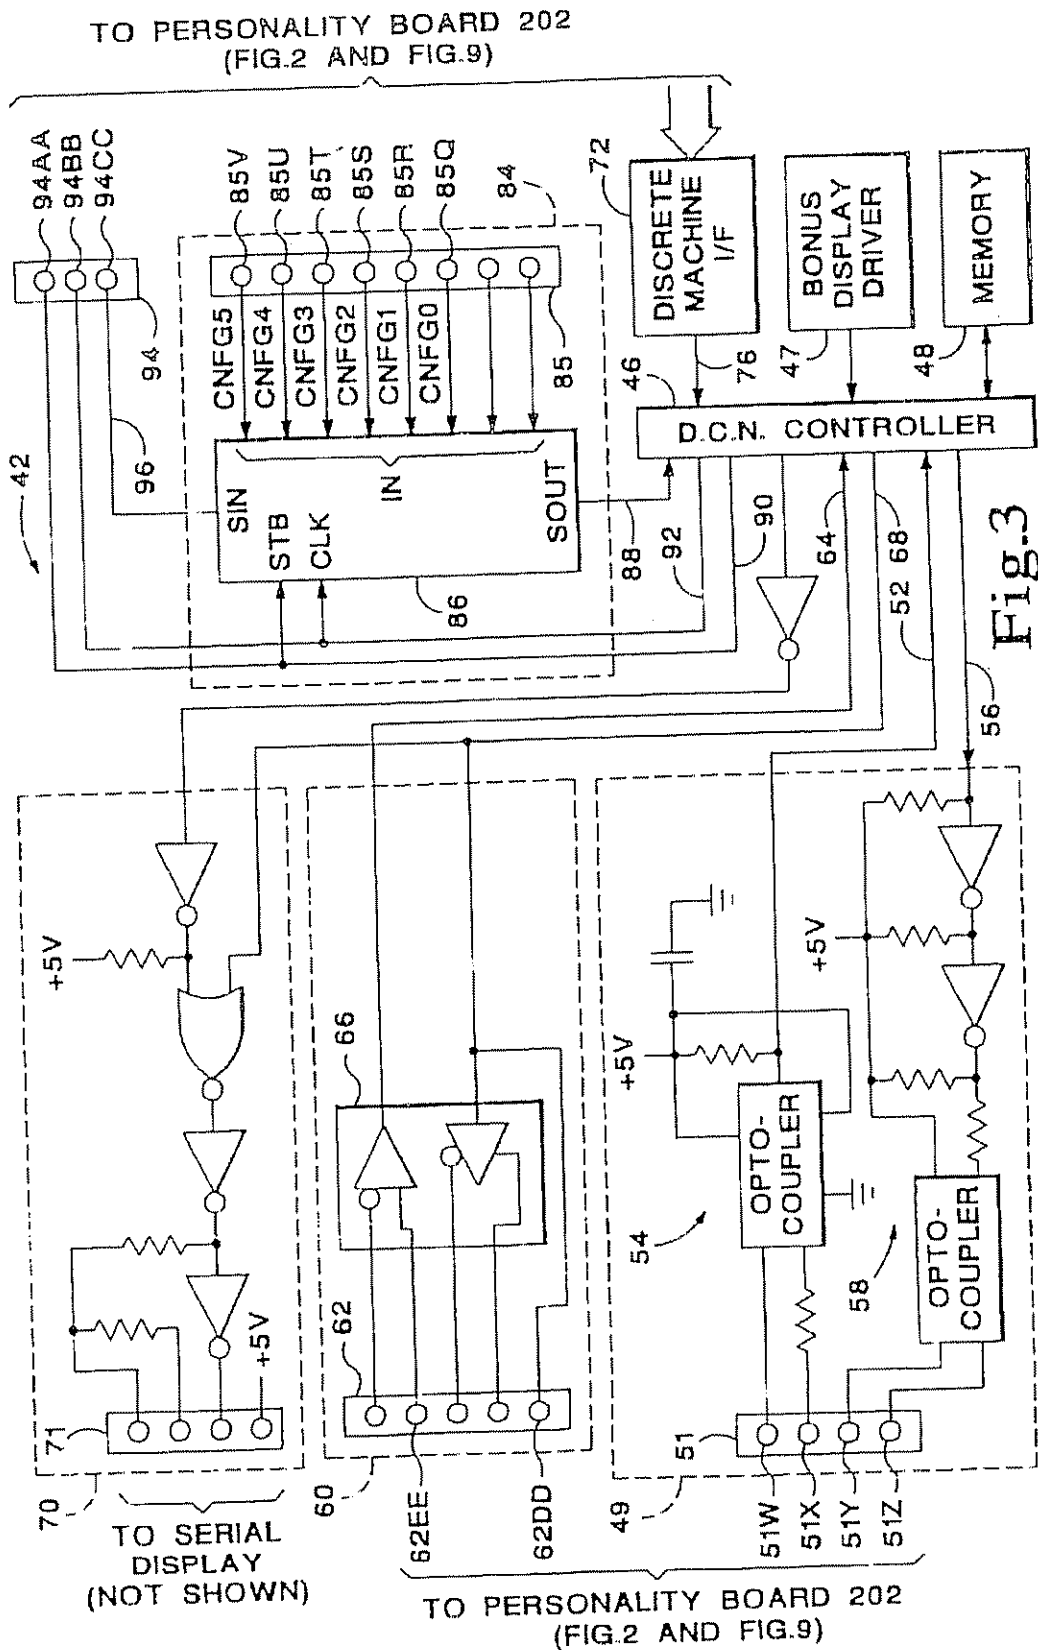 TO PERSONALITY BOARD 202
(FIG.2 AND FIG.9)
42
94AA
94BB
94CC
94
96
85V
85U
85T
85S
85R
85Q
84
CNFG5
CNFG4
CNFG3
CNFG2
CNFG1
CNFG0
85
SIN
STB
CLK
IN
SOUT
86
88
72
DISCRETE
MACHINE
I/F
76
46
BONUS
DISPLAY
DRIVER
47
MEMORY
48
D.C.N. CONTROLLER
92
90
64
68
52
56
Fig.3
+5V
+5V
71
70
TO SERIAL
DISPLAY
(NOT SHOWN)
66
62
60
62EE
62DD
+5V
OPTO-
COUPLER
54
+5V
OPTO-
COUPLER
58
51
49
51W
51X
51Y
51Z
TO PERSONALITY BOARD 202
(FIG.2 AND FIG.9)